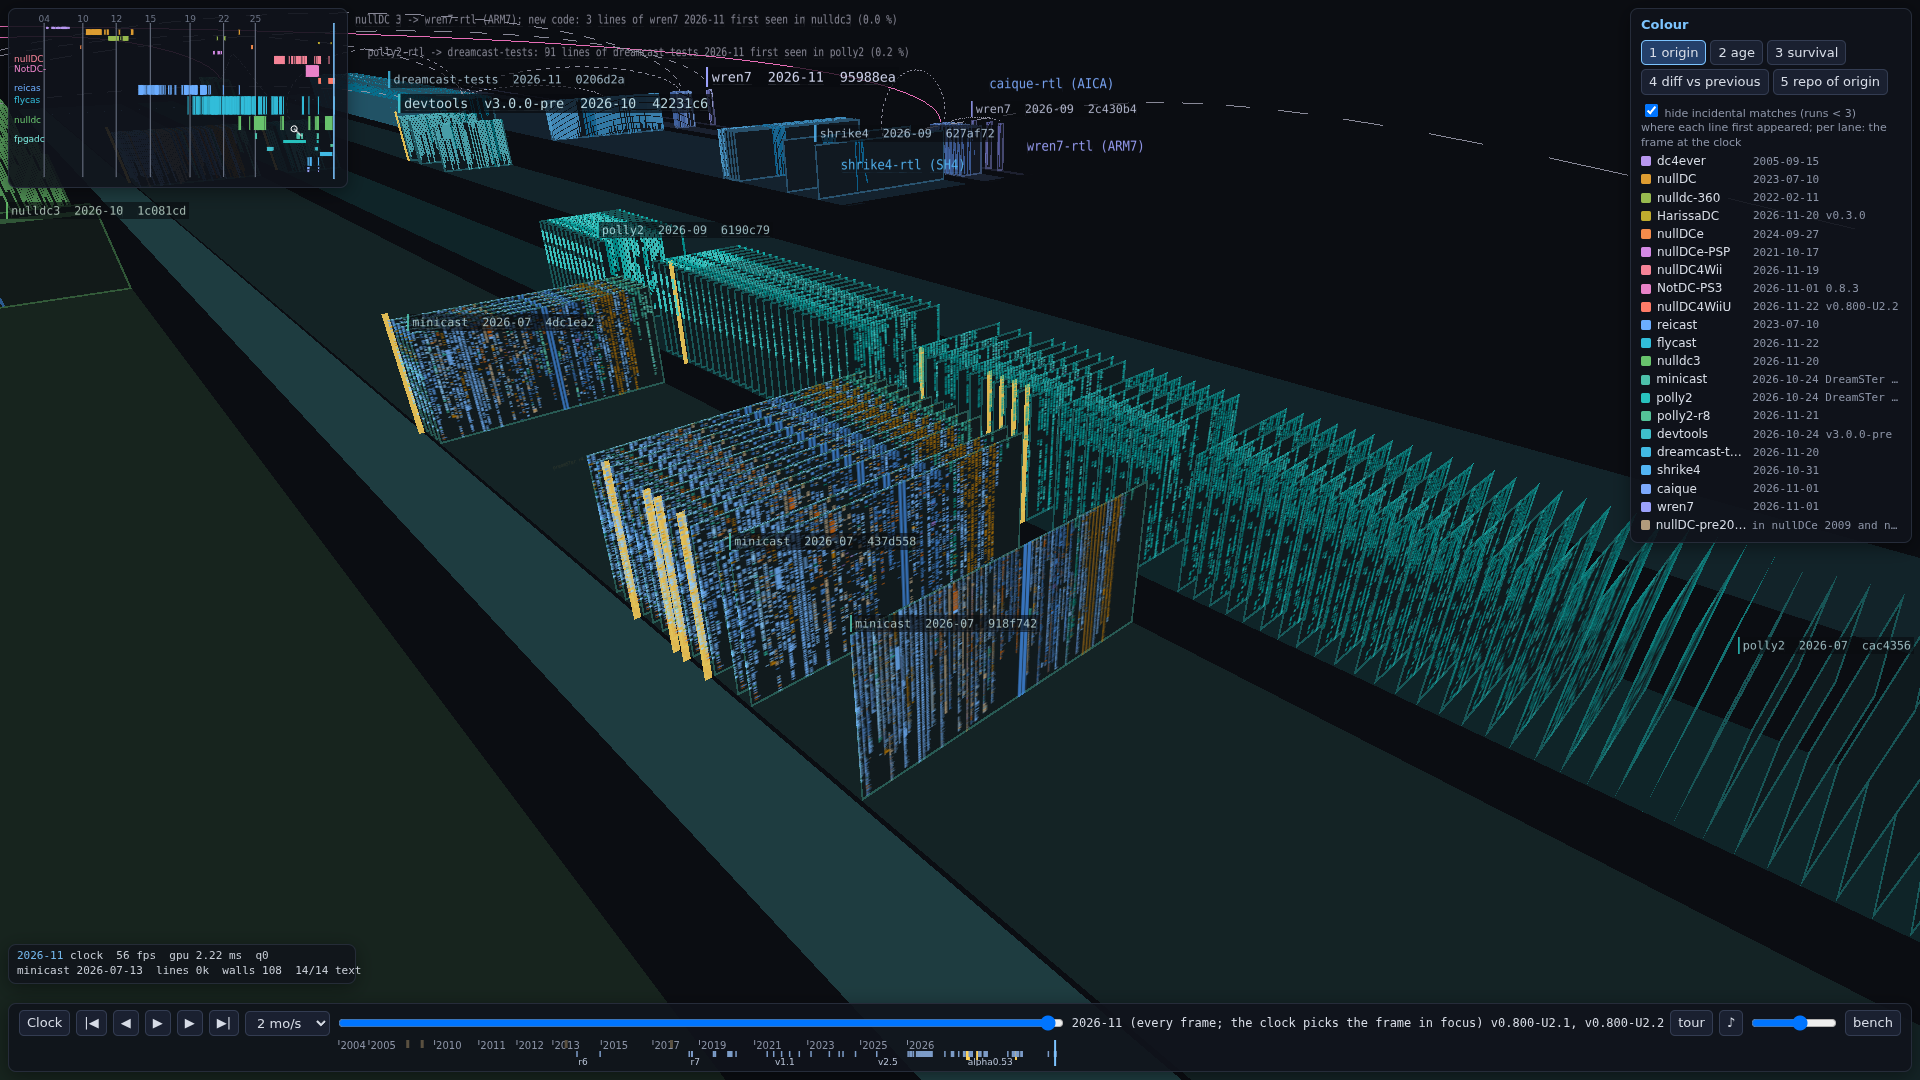 04 10 12 15 19 22 25
nullDC
NotDC-
reicas
flycas
nulldc
fpgadc
nullDC 3 -> wren7-rtl (ARM7): new code: 3 lines of wren7 2026-11 first seen in nulldc3 (0.0 %)
polly2-rtl -> dreamcast-tests: 91 lines of dreamcast-tests 2026-11 first seen in polly2 (0.2 %)
dreamcast-tests 2026-11 0206d2a
wren7 2026-11 95988ea
devtools v3.0.0-pre 2026-10 42231c6
caique-rtl (AICA)
wren7 2026-09 2c430b4
shrike4 2026-09 627af72
wren7-rtl (ARM7)
shrike4-rtl (SH4)
nulldc3 2026-10 1c081cd
polly2 2026-09 6190c79
minicast 2026-07 4dc1ea2
minicast 2026-07 437d558
minicast 2026-07 918f742
polly2 2026-07 cac4356
Colour
1 origin 2 age 3 survival
4 diff vs previous 5 repo of origin
hide incidental matches (runs < 3)
where each line first appeared; per lane: the
frame at the clock
dc4ever 2005-09-15
nullDC 2023-07-10
nulldc-360 2022-02-11
HarissaDC 2026-11-20 v0.3.0
nullDCe 2024-09-27
nullDCe-PSP 2021-10-17
nullDC4Wii 2026-11-19
NotDC-PS3 2026-11-01 0.8.3
nullDC4WiiU 2026-11-22 v0.800-U2.2
reicast 2023-07-10
flycast 2026-11-22
nulldc3 2026-11-20
minicast 2026-10-24 DreamSTer …
polly2 2026-10-24 DreamSTer …
polly2-r8 2026-11-21
devtools 2026-10-24 v3.0.0-pre
dreamcast-t… 2026-11-20
shrike4 2026-10-31
caique 2026-11-01
wren7 2026-11-01
nullDC-pre20… in nullDCe 2009 and n…
2026-11 clock 56 fps gpu 2.22 ms q0
minicast 2026-07-13 lines 0k walls 108 14/14 text
Clock |◀ ◀ ▶ ▶ ▶| 2 mo/s 2026-11 (every frame; the clock picks the frame in focus) v0.800-U2.1, v0.800-U2.2 tour ♪ bench
2004 2005 2010 2011 2012 2013 2015 2017 2019 2021 2023 2025 2026
r6 r7 v1.1 v2.5 alpha0.53